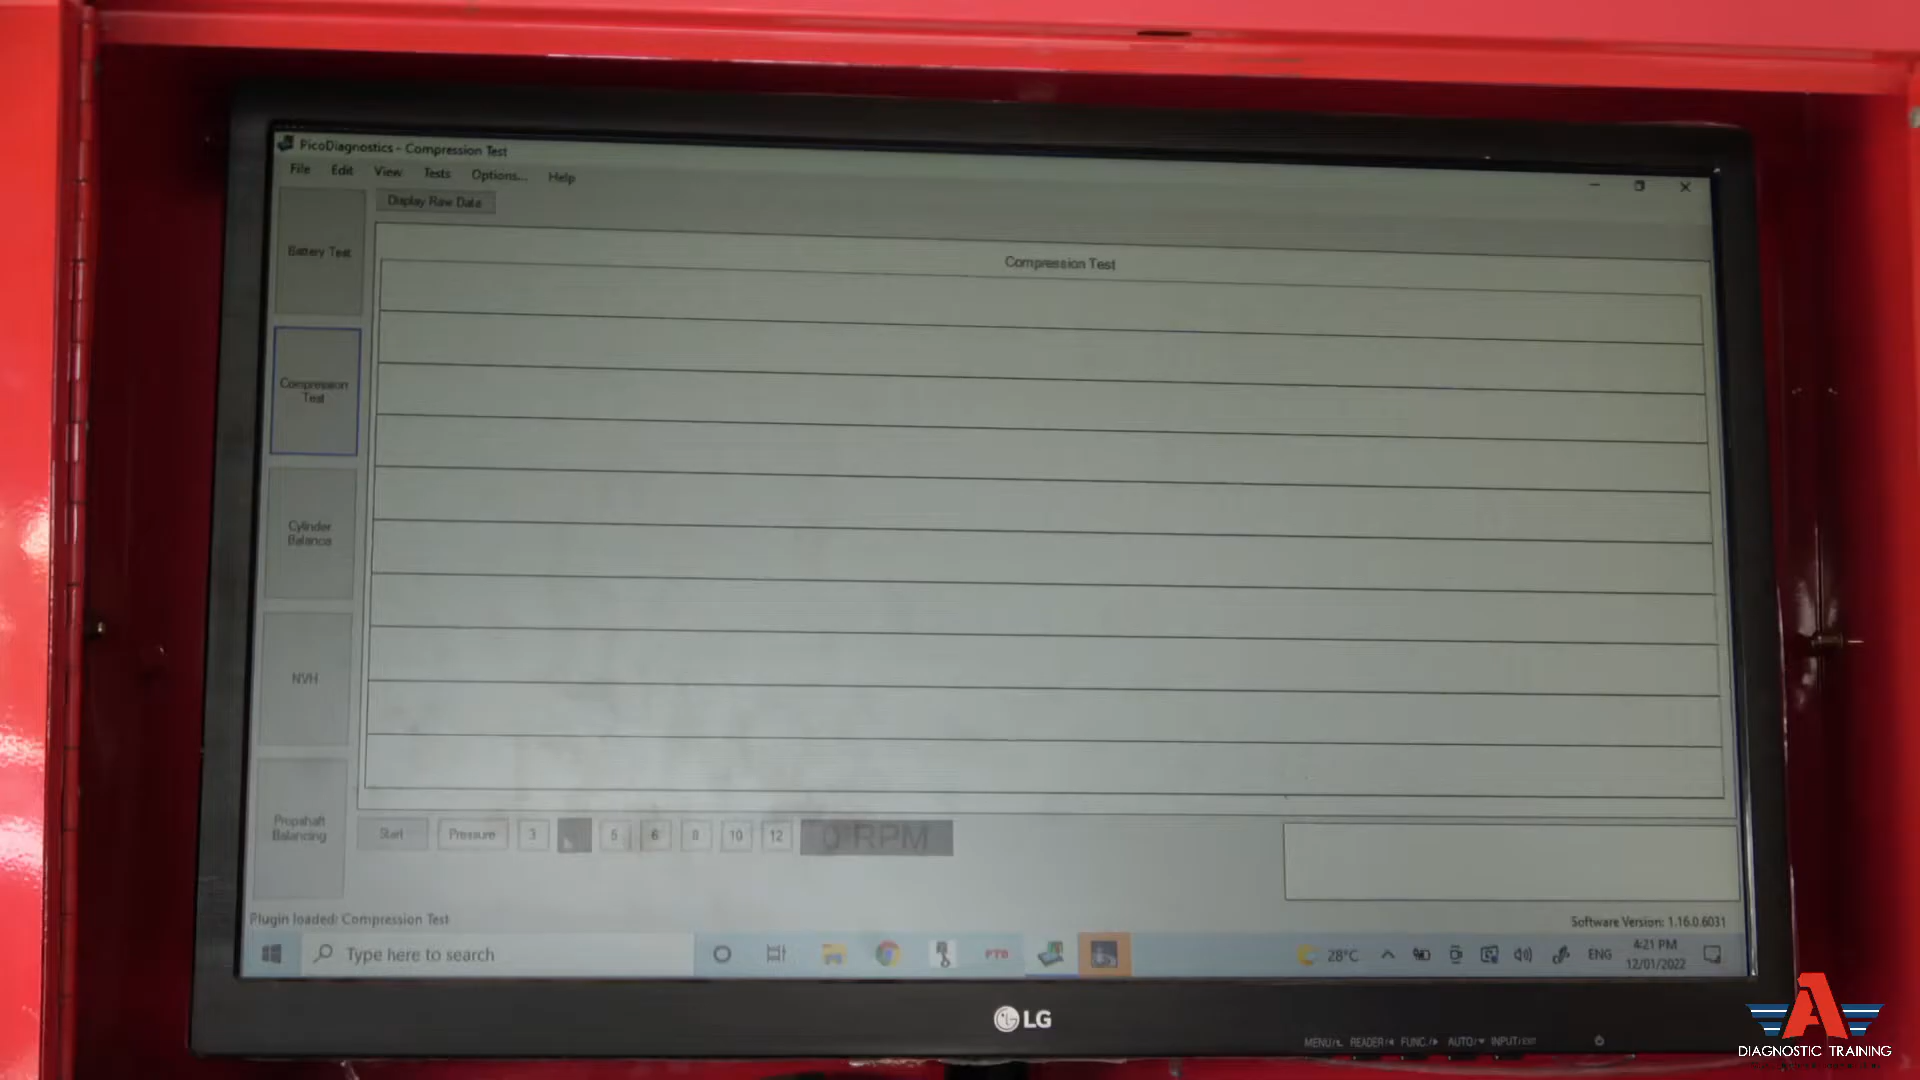 PicoDiagnostics - Compression Test
File Edit View Tests Options... Help
Display Raw Data
Battery Test
Compression Test
Compression
Test
Cylinder
Balance
NVH
Propshaft
Balancing
Start Pressure 3 5 6 8 10 12 0 RPM
Plugin loaded: Compression Test
Software Version: 1.16.0.6031
Type here to search
PTB
28°C ENG
4:21 PM
12/01/2022
LG
MENU READER FUNC. AUTO INPUT/EXIT
A
DIAGNOSTIC TRAINING